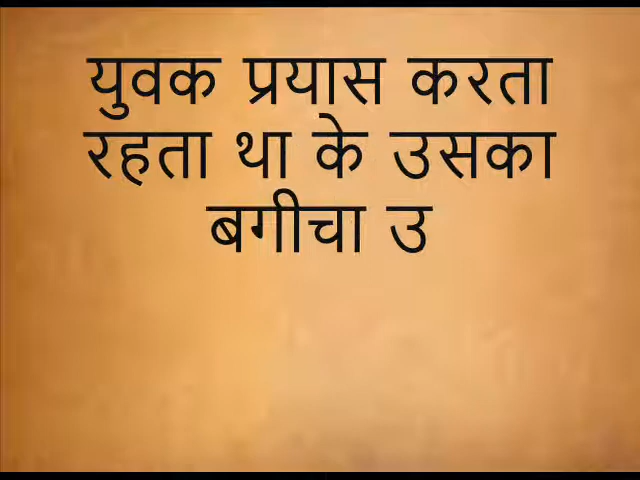 युवक प्रयास करता
रहता था के उसका
बगीचा उ